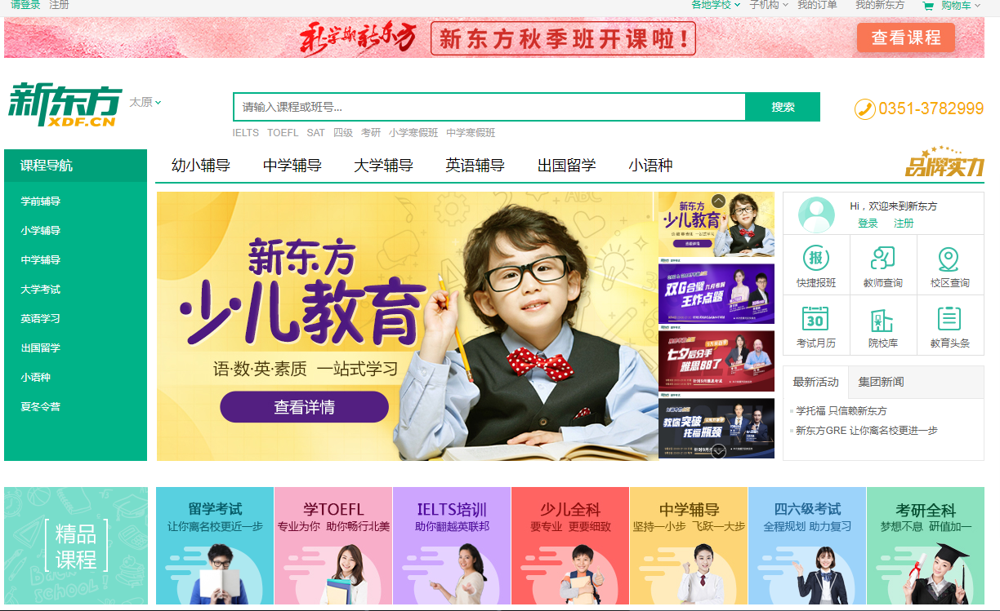 请登录 注册 各地学校 子机构 我的订单 我的新东方 购物车
新学期新东方 新东方秋季班开课啦！ 查看课程
新东方 XDF.CN 太原
请输入课程或班号... 搜索
0351-3782999
IELTS TOEFL SAT 四级 考研 小学寒假班 中学寒假班
课程导航
幼小辅导 中学辅导 大学辅导 英语辅导 出国留学 小语种
品牌实力
学前辅导
小学辅导
中学辅导
大学考试
英语学习
出国留学
小语种
夏冬令营
新东方
少儿教育
语·数·英·素质 一站式学习
查看详情
新东方
少儿教育
双G合璧 九月考情
王炸点题
七夕后分手
雅思88了
教你突破
托福瓶颈
Hi，欢迎来到新东方
登录 注册
报
快捷报班 教师查询 校区查询
30
考试月历 院校库 教育头条
最新活动 集团新闻
学托福 只信赖新东方
新东方GRE 让你离名校更进一步
精品
课程
留学考试
让你离名校更近一步
学TOEFL
专业为你 助你畅行北美
IELTS培训
助你翻越英联邦
少儿全科
要专业 更要细致
中学辅导
坚持一小步 飞跃一大步
四六级考试
全程规划 助力复习
考研全科
梦想不息 研值加一